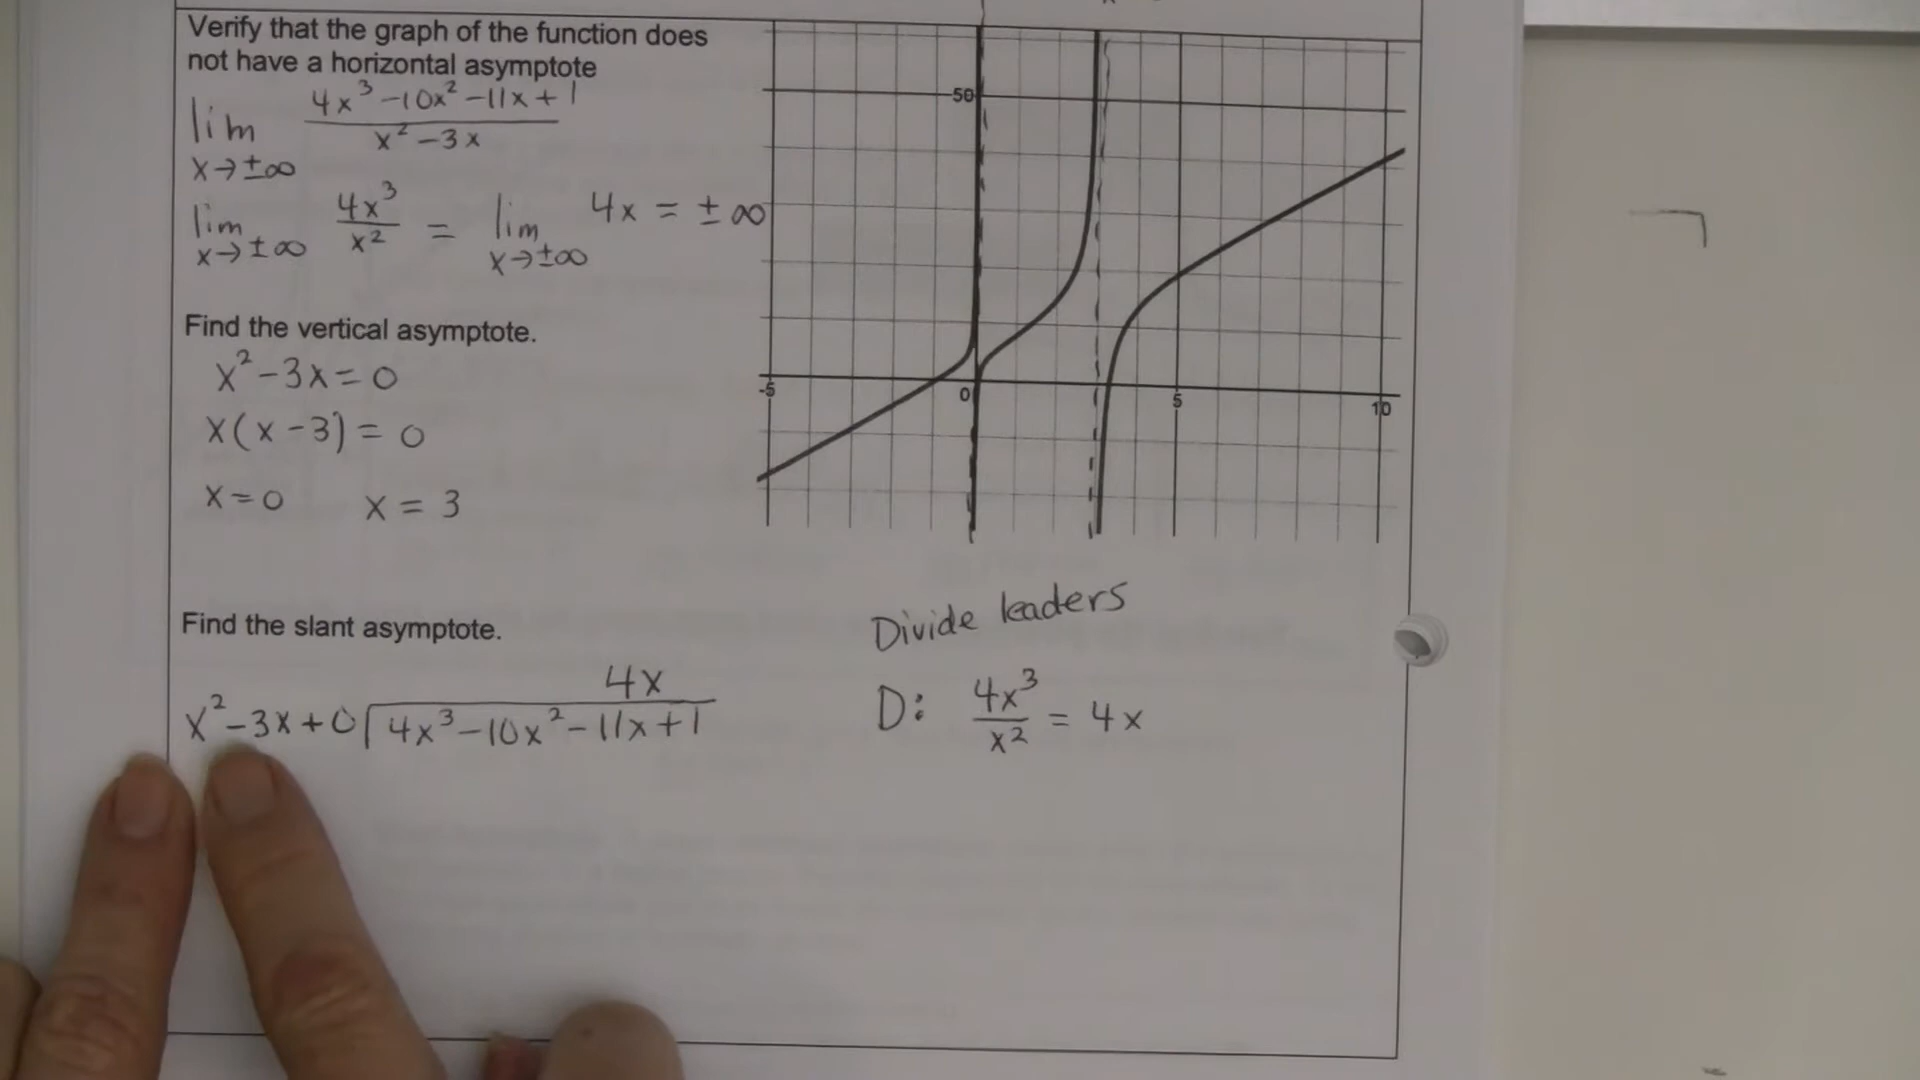 Verify that the graph of the function does
not have a horizontal asymptote
lim x→±∞ (4x³ -10x² -11x + 1)/(x² - 3x)
lim x→±∞ 4x³/x² = lim x→±∞ 4x = ±∞
Find the vertical asymptote.
x² - 3x = 0
x(x - 3) = 0
x = 0 x = 3
50
-5 0 5 10
Find the slant asymptote.
4x
x² - 3x + 0 4x³ - 10x² - 11x + 1
Divide leaders
D: 4x³/x² = 4x